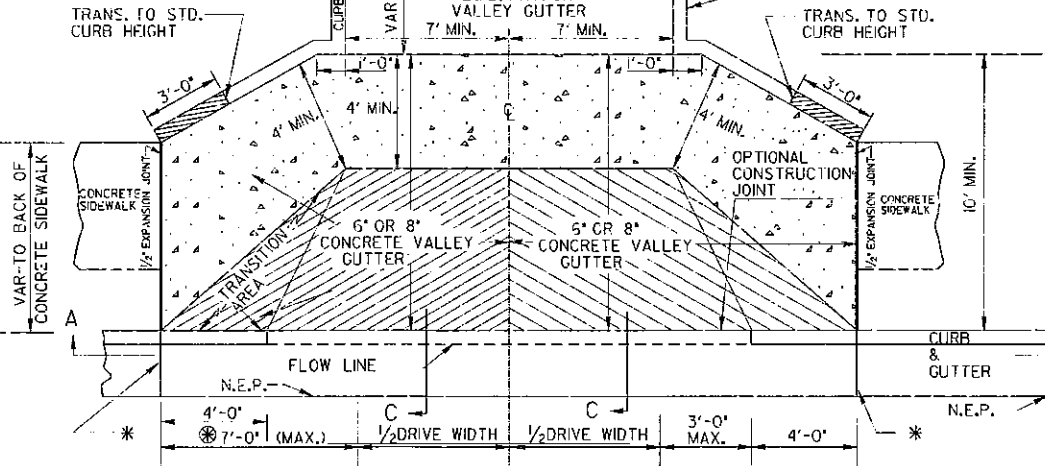 TRANS. TO STD.
CURB HEIGHT
CURB
VAR
VALLEY GUTTER
7' MIN.
7' MIN.
TRANS. TO STD.
CURB HEIGHT
1'-0"
1'-0"
3'-0"
3'-0"
4' MIN.
4' MIN.
4' MIN.
℄
OPTIONAL
CONSTRUCTION
JOINT
VAR-TO BACK OF
CONCRETE SIDEWALK
CONCRETE
SIDEWALK
1/2" EXPANSION JOINT
6" OR 8"
CONCRETE VALLEY
GUTTER
6" OR 8"
CONCRETE VALLEY
GUTTER
TRANSITION
AREA
1/2" EXPANSION JOINT
CONCRETE
SIDEWALK
10' MIN.
A
FLOW LINE
CURB
&
GUTTER
N.E.P.
N.E.P.
*
C
C
*
4'-0"
⊛ 7'-0" (MAX.)
1/2 DRIVE WIDTH
1/2 DRIVE WIDTH
3'-0"
MAX.
4'-0"